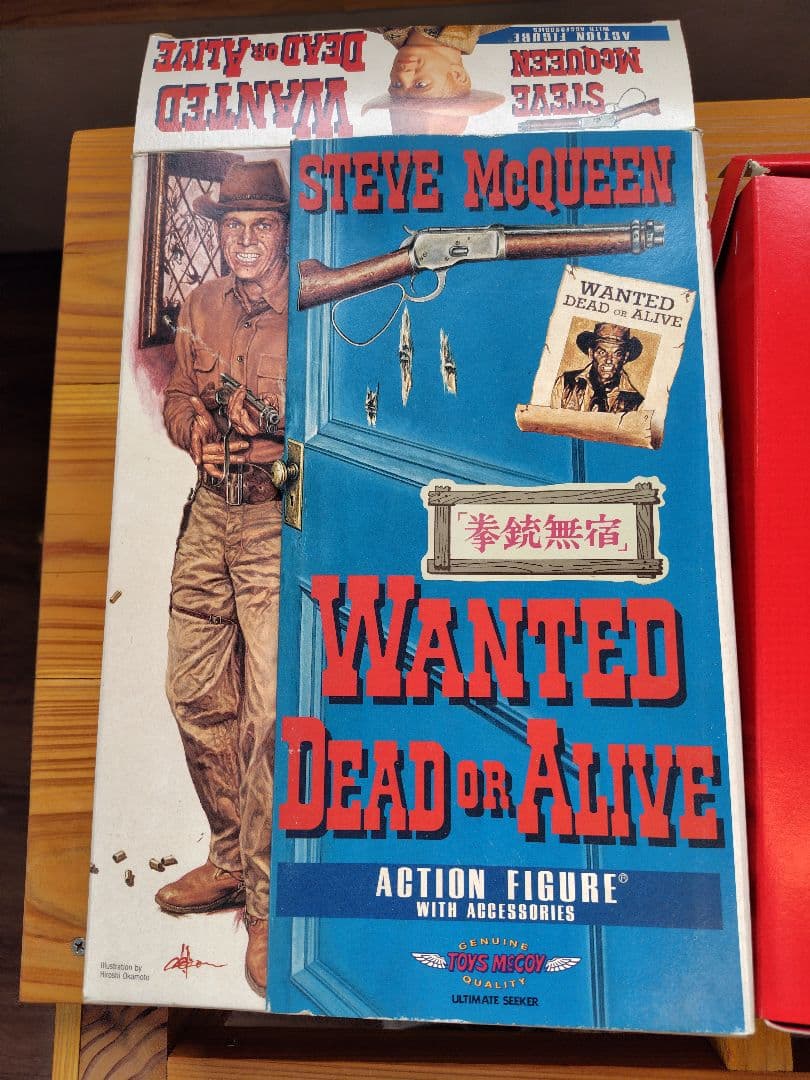 ACTION FIGURE
WITH ACCESSORIES
STEVE
McQUEEN
WANTED
DEAD OR ALIVE
STEVE McQUEEN
WANTED
DEAD OR ALIVE
「拳銃無宿」
WANTED
DEAD OR ALIVE
ACTION FIGURE®
WITH ACCESSORIES
GENUINE
TOYS McCOY
QUALITY
ULTIMATE SEEKER
Illustration by
Hiroshi Okamoto